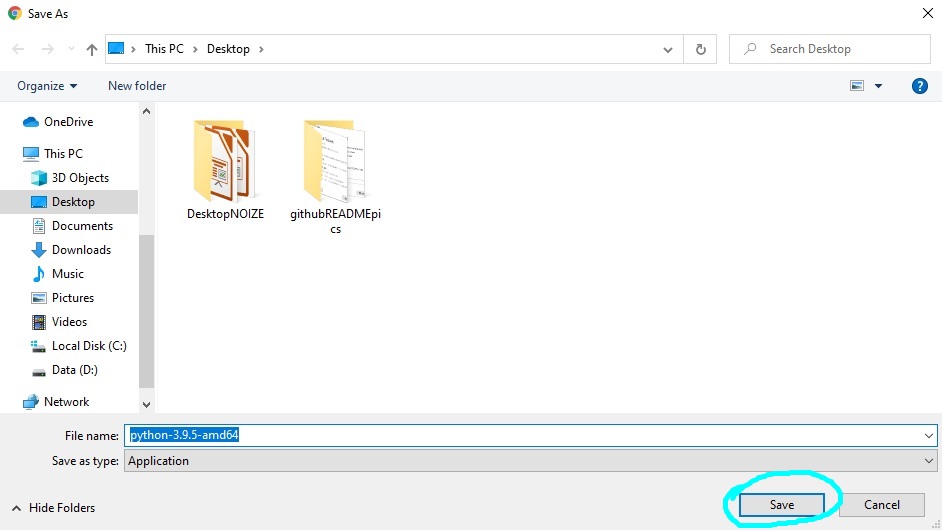 Save As
This PC
Desktop
Search Desktop
Organize
New folder
?
OneDrive
This PC
3D Objects
Desktop
Documents
Downloads
Music
Pictures
Videos
Local Disk (C:)
Data (D:)
Network
DesktopNOIZE
githubREADMEpi
cs
File name: python-3.9.5-amd64
Save as type: Application
Hide Folders
Save
Cancel